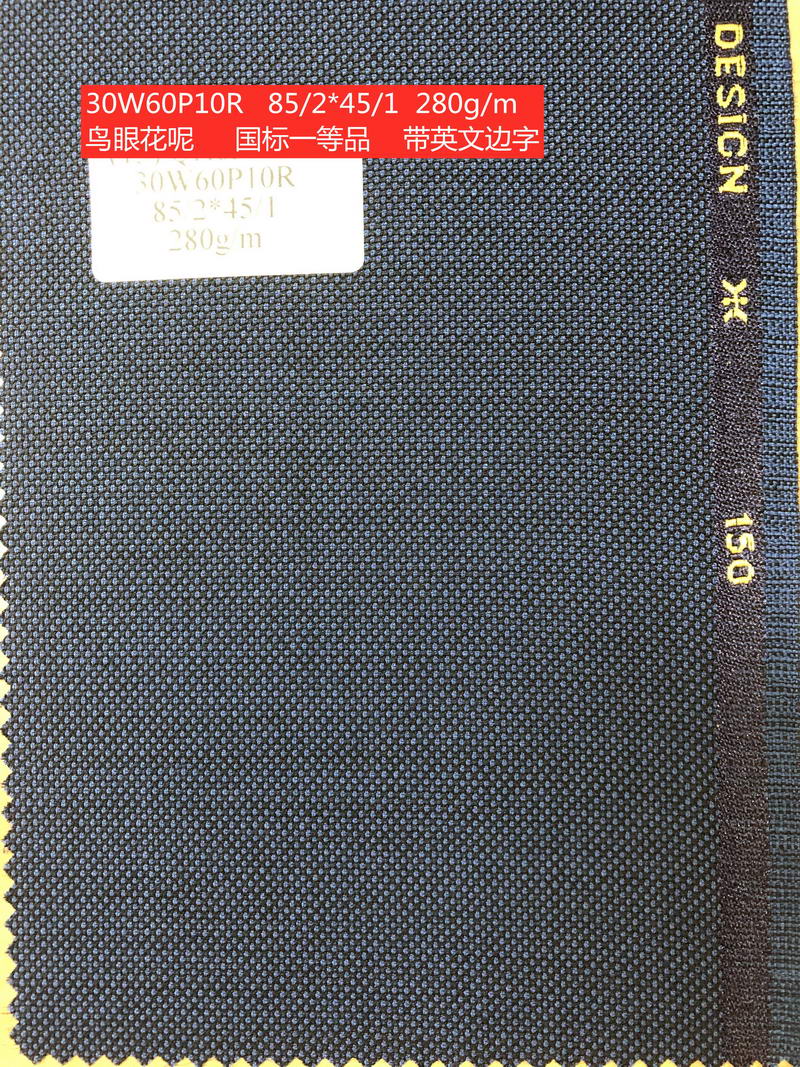 30W60P10R 85/2*45/1 280g/m
鸟眼花呢 国标一等品 带英文边字
30W60P10R
85/2*45/1
280g/m
DESIGN Ж 150